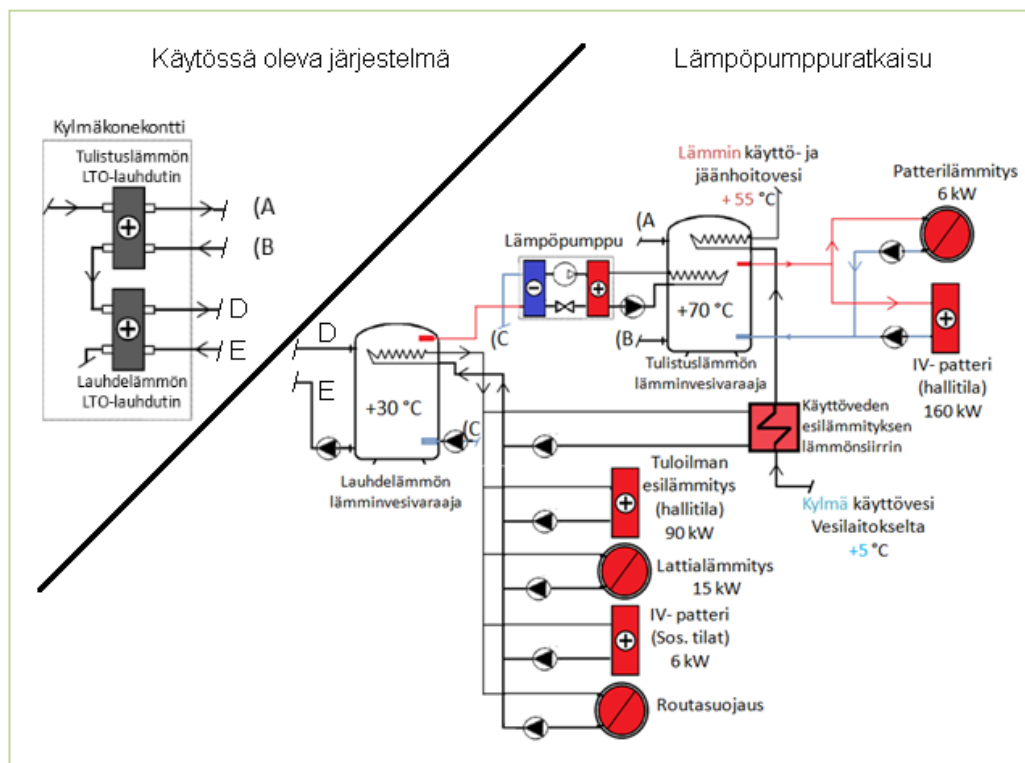 Käytössä oleva järjestelmä
Lämpöpumppuratkaisu
Kylmäkonekontti
Tulistuslämmön
LTO-lauhdutin
(A
(B
D
E
Lauhdelämmön
LTO-lauhdutin
D
E
+30 °C
(C
Lauhdelämmön
lämminvesivaraaja
Lämpöpumppu
(C
(A
(B
Lämmin käyttö- ja
jäänhoitovesi
+ 55 °C
+70 °C
Tulistuslämmön
lämminvesivaraaja
Patterilämmitys
6 kW
IV- patteri
(hallitila)
160 kW
Käyttöveden
esilämmityksen
lämmönsiirrin
Kylmä käyttövesi
Vesilaitokselta
+5 °C
Tuloilman
esilämmitys
(hallitila)
90 kW
Lattialämmitys
15 kW
IV- patteri
(Sos. tilat)
6 kW
Routasuojaus